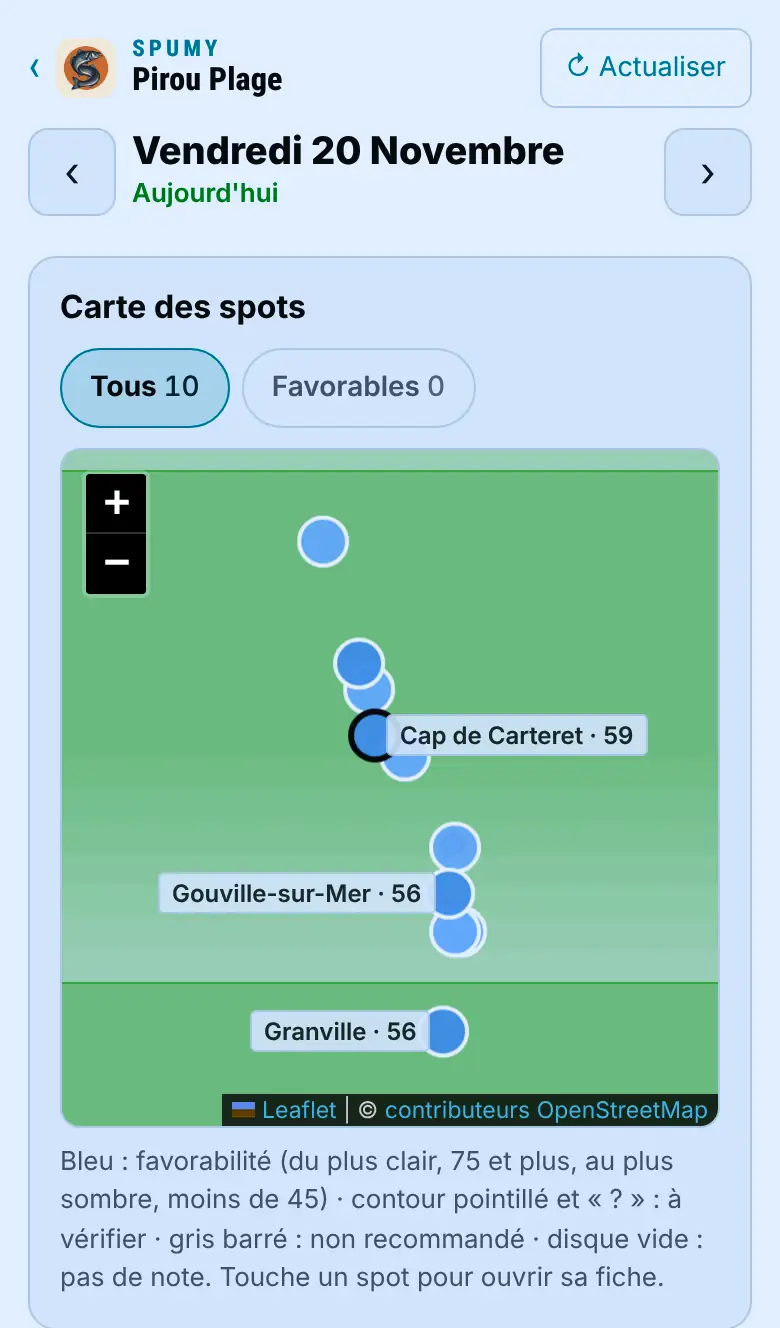 ‹
SPUMY
Pirou Plage
↻ Actualiser
‹
Vendredi 20 Novembre
›
Aujourd'hui
Carte des spots
Tous 10
Favorables 0
+
−
Cap de Carteret · 59
Gouville-sur-Mer · 56
Granville · 56
Leaflet | © contributeurs OpenStreetMap
Bleu : favorabilité (du plus clair, 75 et plus, au plus
sombre, moins de 45) · contour pointillé et « ? » : à
vérifier · gris barré : non recommandé · disque vide :
pas de note. Touche un spot pour ouvrir sa fiche.